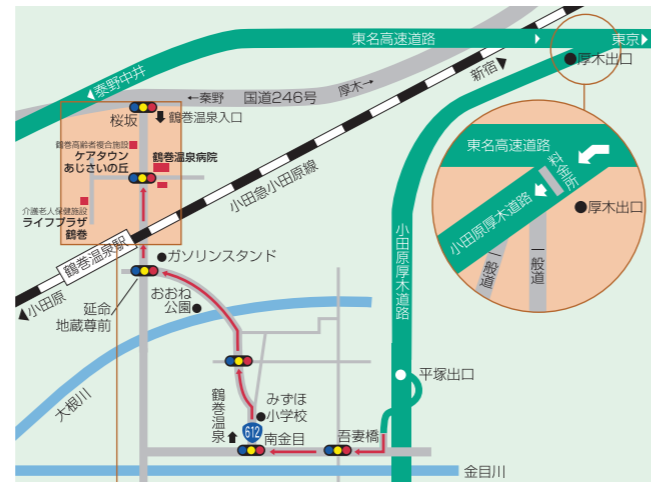 東名高速道路
東京
厚木出口
秦野中井
新宿
←秦野 国道246号 厚木→
桜坂
鶴巻温泉入口
鶴巻高齢者複合施設
ケアタウン
あじさいの丘
鶴巻温泉病院
介護老人保健施設
ライフプラザ
鶴巻
小田急小田原線
鶴巻温泉駅
小田原
ガソリンスタンド
延命
地蔵尊前
おおね
公園
大根川
鶴巻温泉
みずほ
小学校
612
南金目
吾妻橋
金目川
平塚出口
小田原厚木道路
東名高速道路
料金所
小田原厚木道路
厚木出口
一般道
一般道